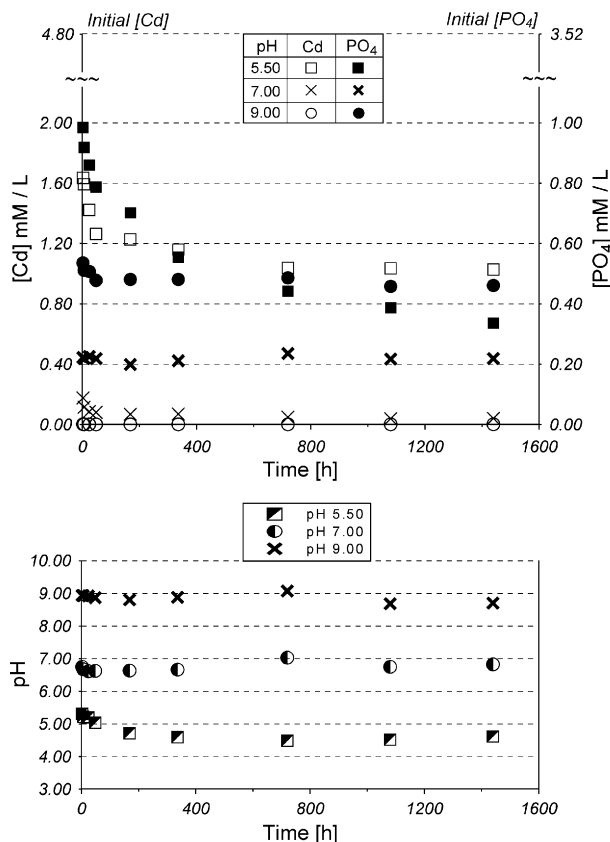 Initial [Cd] Initial [PO4]
4.80 3.52
pH Cd PO4
5.50
7.00
9.00
~~~ ~~~
2.00 1.00
1.60 0.80
1.20 0.60
0.80 0.40
0.40 0.20
0.00 0.00
[Cd] mM / L
[PO4] mM / L
0 400 800 1200 1600
Time [h]
pH 5.50
pH 7.00
pH 9.00
10.00
9.00
8.00
7.00
6.00
5.00
4.00
3.00
pH
0 400 800 1200 1600
Time [h]